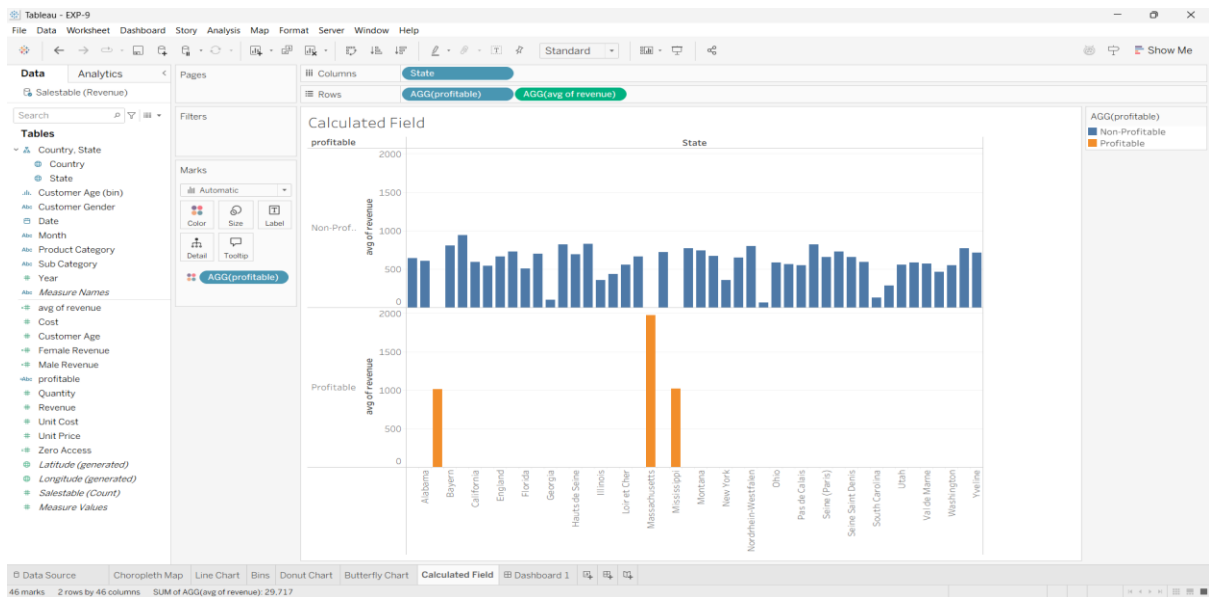 Tableau - EXP-9
File Data Worksheet Dashboard Story Analysis Map Format Server Window Help
Standard
Show Me
Data Analytics
Salestable (Revenue)
Search
Tables
Country, State
Country
State
Customer Age (bin)
Abc Customer Gender
Date
Abc Month
Abc Product Category
Abc Sub Category
# Year
Abc Measure Names
=# avg of revenue
# Cost
# Customer Age
=# Female Revenue
=# Male Revenue
=Abc profitable
# Quantity
# Revenue
# Unit Cost
# Unit Price
=# Zero Access
Latitude (generated)
Longitude (generated)
# Salestable (Count)
# Measure Values
Pages
Filters
Marks
Automatic
Color Size Label
Detail Tooltip
AGG(profitable)
Columns State
Rows AGG(profitable) AGG(avg of revenue)
Calculated Field
profitable State
Non-Prof..
avg of revenue
2000
1500
1000
500
0
Profitable
avg of revenue
2000
1500
1000
500
0
Alabama
Bayern
California
England
Florida
Georgia
Hauts de Seine
Illinois
Loir et Cher
Massachusetts
Mississippi
Montana
New York
Nordrhein-Westfalen
Ohio
Pas de Calais
Seine (Paris)
Seine Saint Denis
South Carolina
Utah
Val de Marne
Washington
Yveline
AGG(profitable)
Non-Profitable
Profitable
Data Source Choropleth Map Line Chart Bins Donut Chart Butterfly Chart Calculated Field Dashboard 1
46 marks 2 rows by 46 columns SUM of AGG(avg of revenue): 29,717